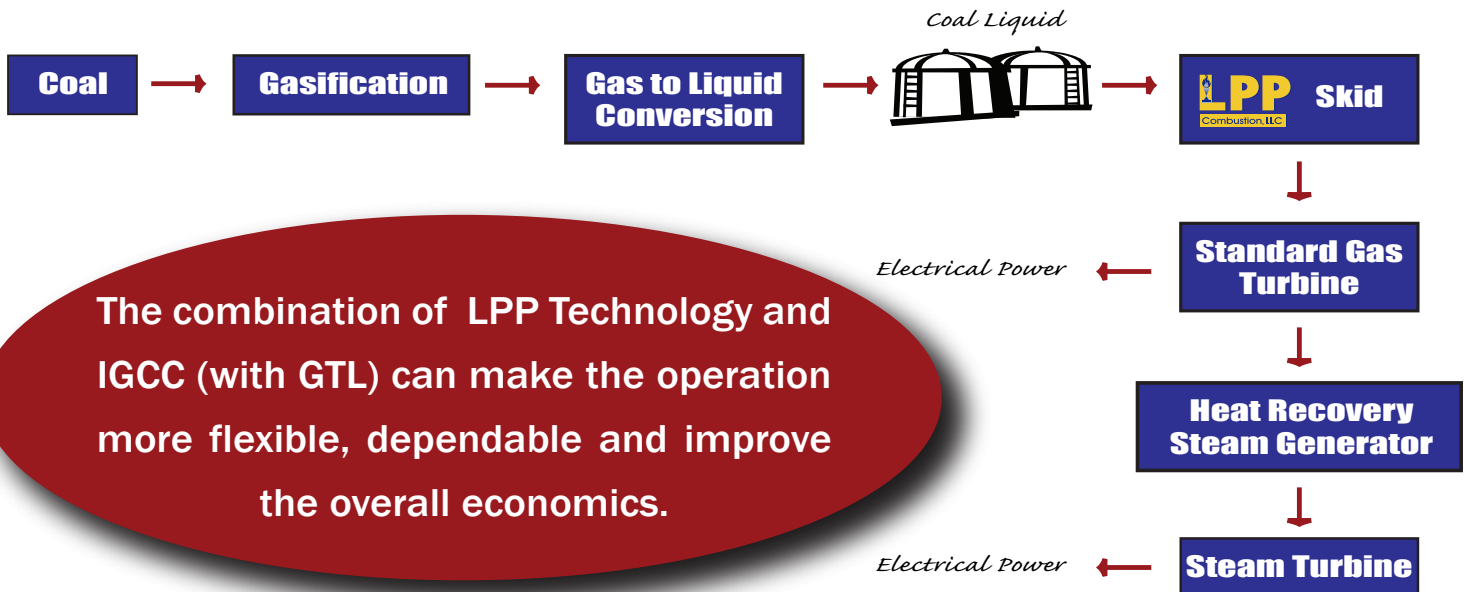 Coal Liquid
Coal
Gasification
Gas to Liquid
Conversion
LPP
Combustion, LLC
Skid
Standard Gas
Turbine
Electrical Power
The combination of LPP Technology and
IGCC (with GTL) can make the operation
more flexible, dependable and improve
the overall economics.
Heat Recovery
Steam Generator
Electrical Power
Steam Turbine